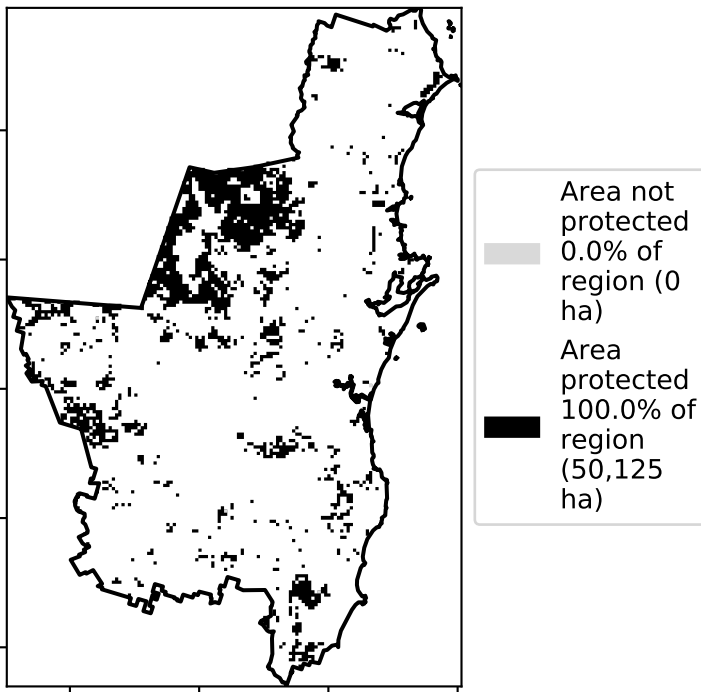 Area not
protected
0.0% of
region (0
ha)
Area
protected
100.0% of
region
(50,125
ha)